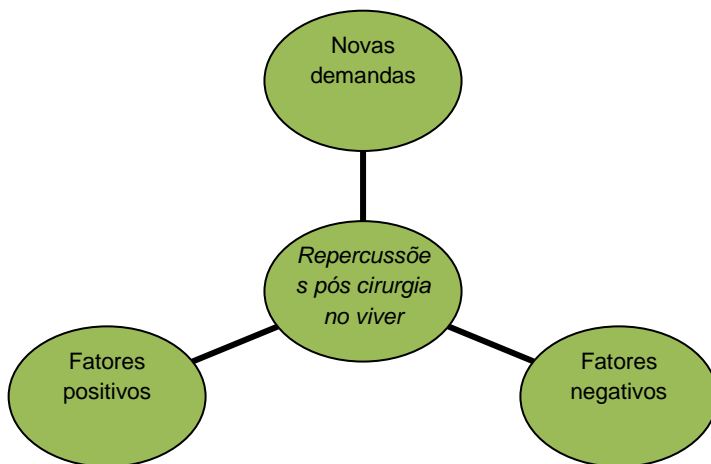 Novas
demandas
Repercussõe
s pós cirurgia
no viver
Fatores
positivos
Fatores
negativos